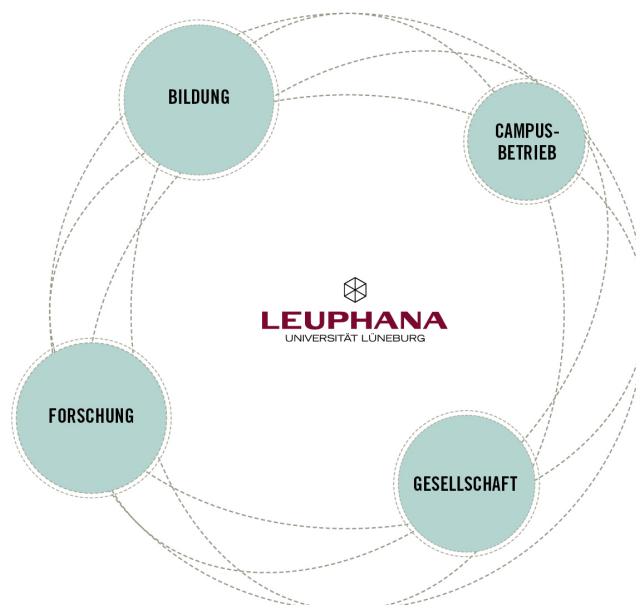 BILDUNG
CAMPUS-
BETRIEB
LEUPHANA
UNIVERSITÄT LÜNEBURG
FORSCHUNG
GESELLSCHAFT